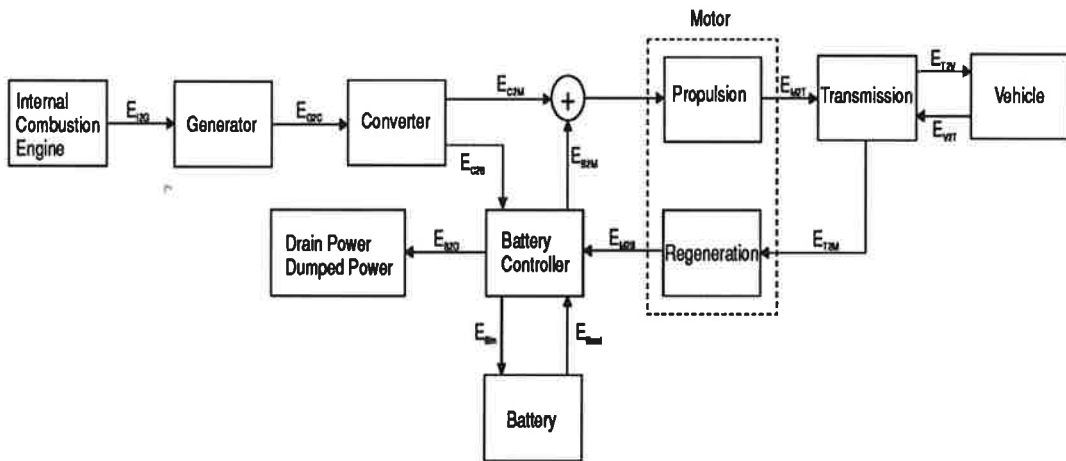 Motor
Internal
Combustion
Engine
E_I2G
Generator
E_G2C
Converter
E_C2M
+
Propulsion
E_M2T
Transmission
E_T2V
E_V2T
Vehicle
E_C2B
E_B2M
Drain Power
Dumped Power
E_B2D
Battery
Controller
E_M2B
Regeneration
E_T2M
E_Bin
E_Bout
Battery